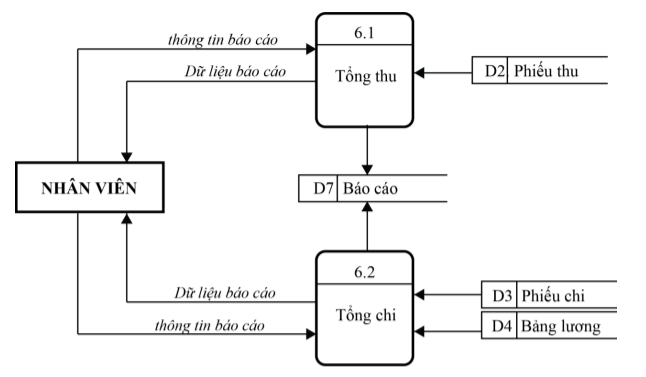 6.1
thông tin báo cáo
Dữ liệu báo cáo
Tổng thu
D2 Phiếu thu
NHÂN VIÊN
D7 Báo cáo
6.2
Dữ liệu báo cáo
D3 Phiếu chi
Tổng chi
thông tin báo cáo
D4 Bảng lương